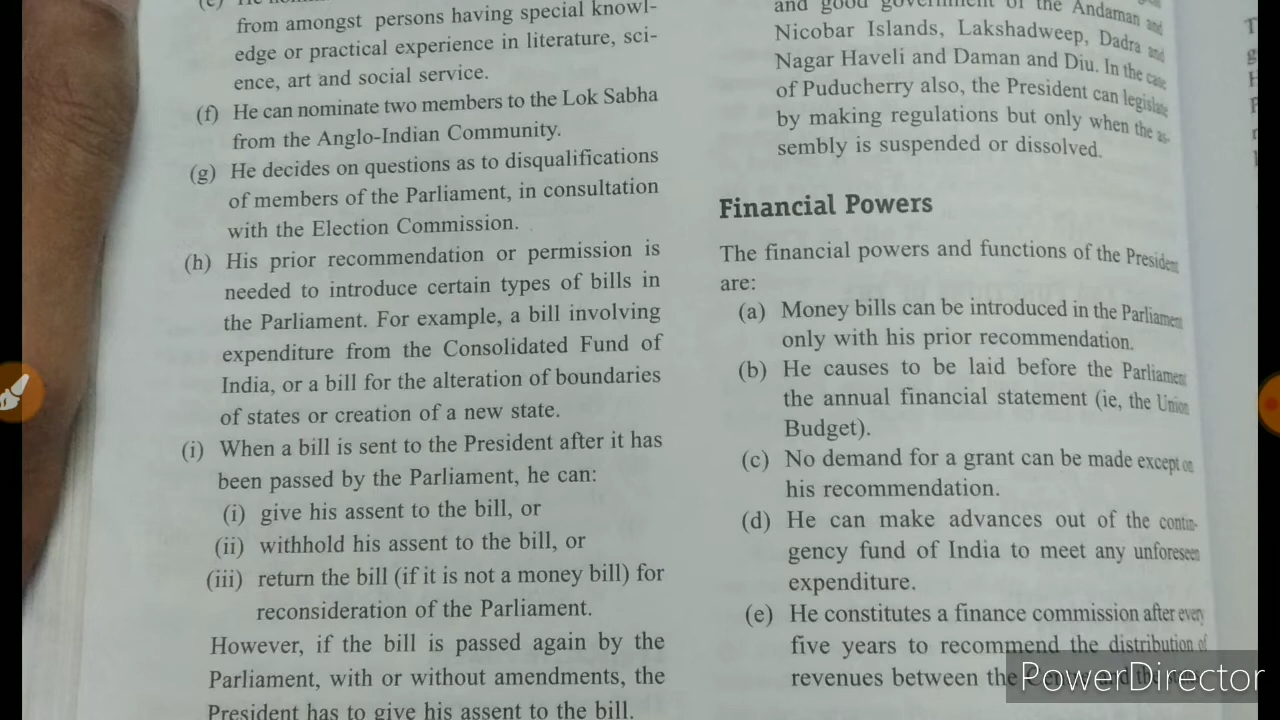 from amongst persons having special knowl-
edge or practical experience in literature, sci-
ence, art and social service.
(f) He can nominate two members to the Lok Sabha
from the Anglo-Indian Community.
(g) He decides on questions as to disqualifications
of members of the Parliament, in consultation
with the Election Commission.
(h) His prior recommendation or permission is
needed to introduce certain types of bills in
the Parliament. For example, a bill involving
expenditure from the Consolidated Fund of
India, or a bill for the alteration of boundaries
of states or creation of a new state.
(i) When a bill is sent to the President after it has
been passed by the Parliament, he can:
(i) give his assent to the bill, or
(ii) withhold his assent to the bill, or
(iii) return the bill (if it is not a money bill) for
reconsideration of the Parliament.
However, if the bill is passed again by the
Parliament, with or without amendments, the
President has to give his assent to the bill.
and good government of the Andaman and
Nicobar Islands, Lakshadweep, Dadra and
Nagar Haveli and Daman and Diu. In the case
of Puducherry also, the President can legislate
by making regulations but only when the as-
sembly is suspended or dissolved.
Financial Powers
The financial powers and functions of the President
are:
(a) Money bills can be introduced in the Parliament
only with his prior recommendation.
(b) He causes to be laid before the Parliament
the annual financial statement (ie, the Union
Budget).
(c) No demand for a grant can be made except on
his recommendation.
(d) He can make advances out of the contin-
gency fund of India to meet any unforeseen
expenditure.
(e) He constitutes a finance commission after every
five years to recommend the distribution of
revenues between the
PowerDirector